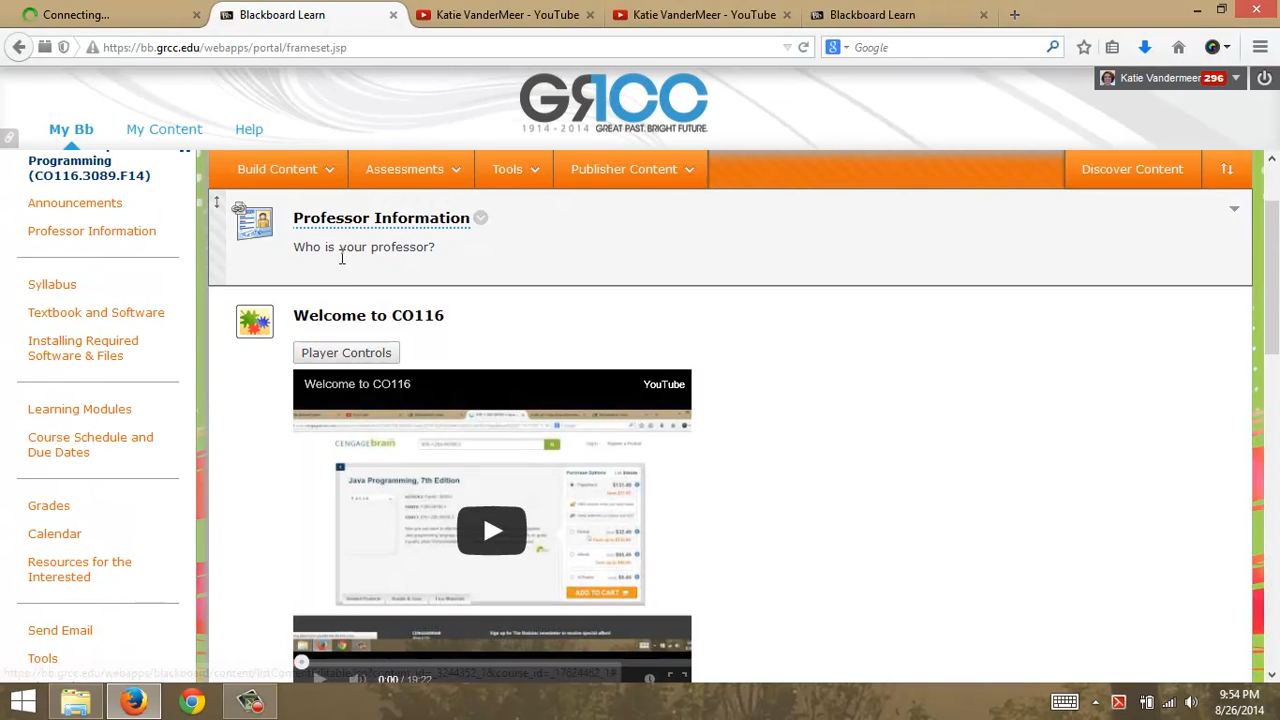 Connecting...
Blackboard Learn
Katie VanderMeer - YouTube
Katie VanderMeer - YouTube
Blackboard Learn
https://bb.grcc.edu/webapps/portal/frameset.jsp
Google
Katie Vandermeer 296
GRCC
1914 - 2014 GREAT PAST. BRIGHT FUTURE.
My Bb
My Content
Help
Programming
(CO116.3089.F14)
Announcements
Professor Information
Syllabus
Textbook and Software
Installing Required
Software & Files
Learning Modules
Course Schedule and
Due Dates
Grades
Calendar
Resources for the
Interested
Send Email
Tools
Build Content
Assessments
Tools
Publisher Content
Discover Content
Professor Information
Who is your professor?
Welcome to CO116
Player Controls
Welcome to CO116
YouTube
CENGAGEbrain
Java Programming, 7th Edition
ADD TO CART
0:00 / 19:22
9:54 PM
8/26/2014